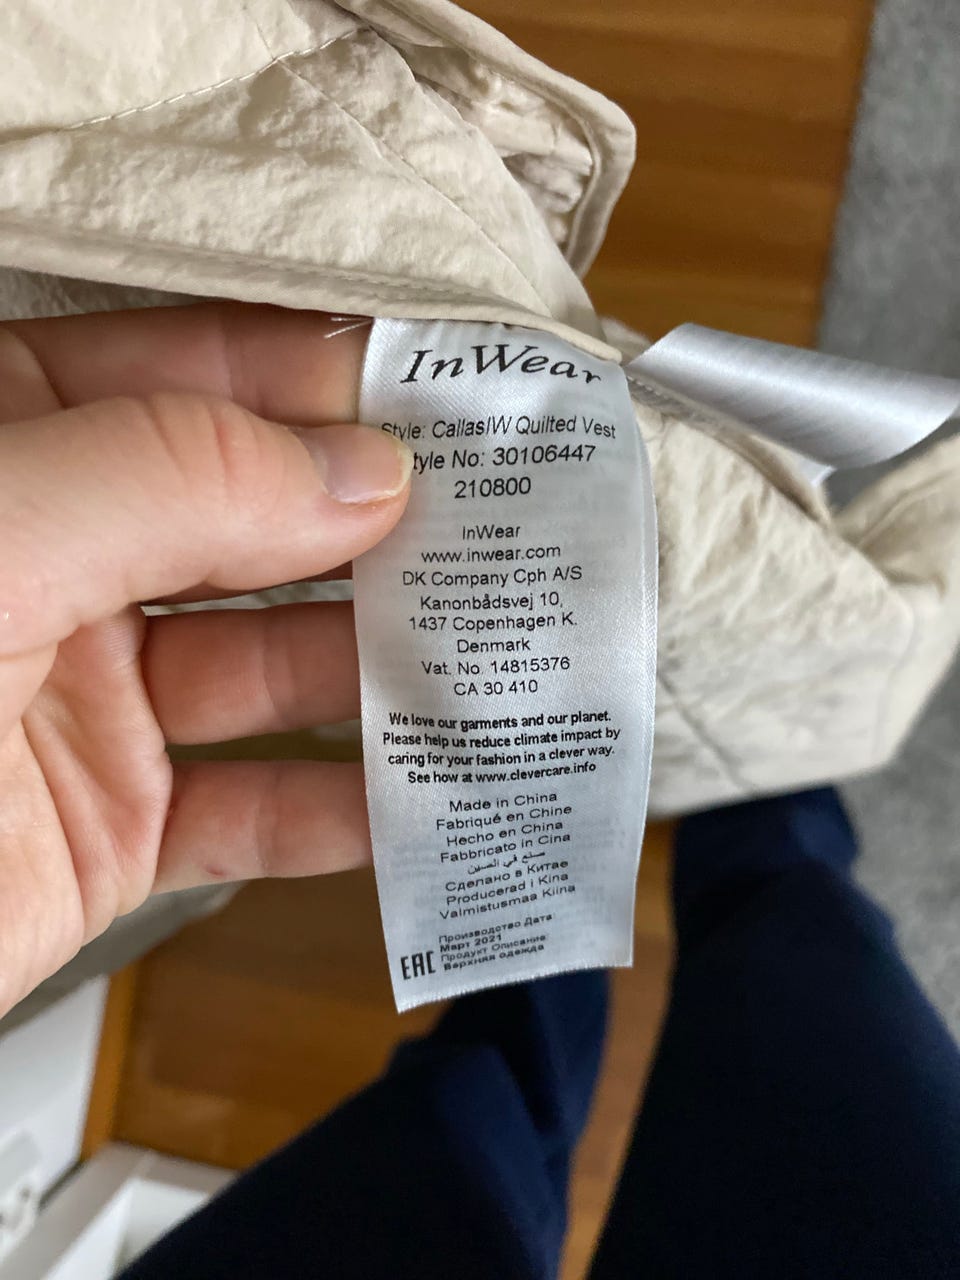 InWear
Style: CallasIW Quilted Vest
tyle No: 30106447
210800
InWear
www.inwear.com
DK Company Cph A/S
Kanonbådsvej 10,
1437 Copenhagen K.
Denmark
Vat. No. 14815376
CA 30 410
We love our garments and our planet.
Please help us reduce climate impact by
caring for your fashion in a clever way.
See how at www.clevercare.info
Made in China
Fabriqué en Chine
Hecho en China
Fabbricato in Cina
صنع في الصين
Сделано в Китае
Producerad i Kina
Valmistusmaa Kiina
Производство Дата:
Март 2021
Продукт Описание:
Верхняя одежда
EAC